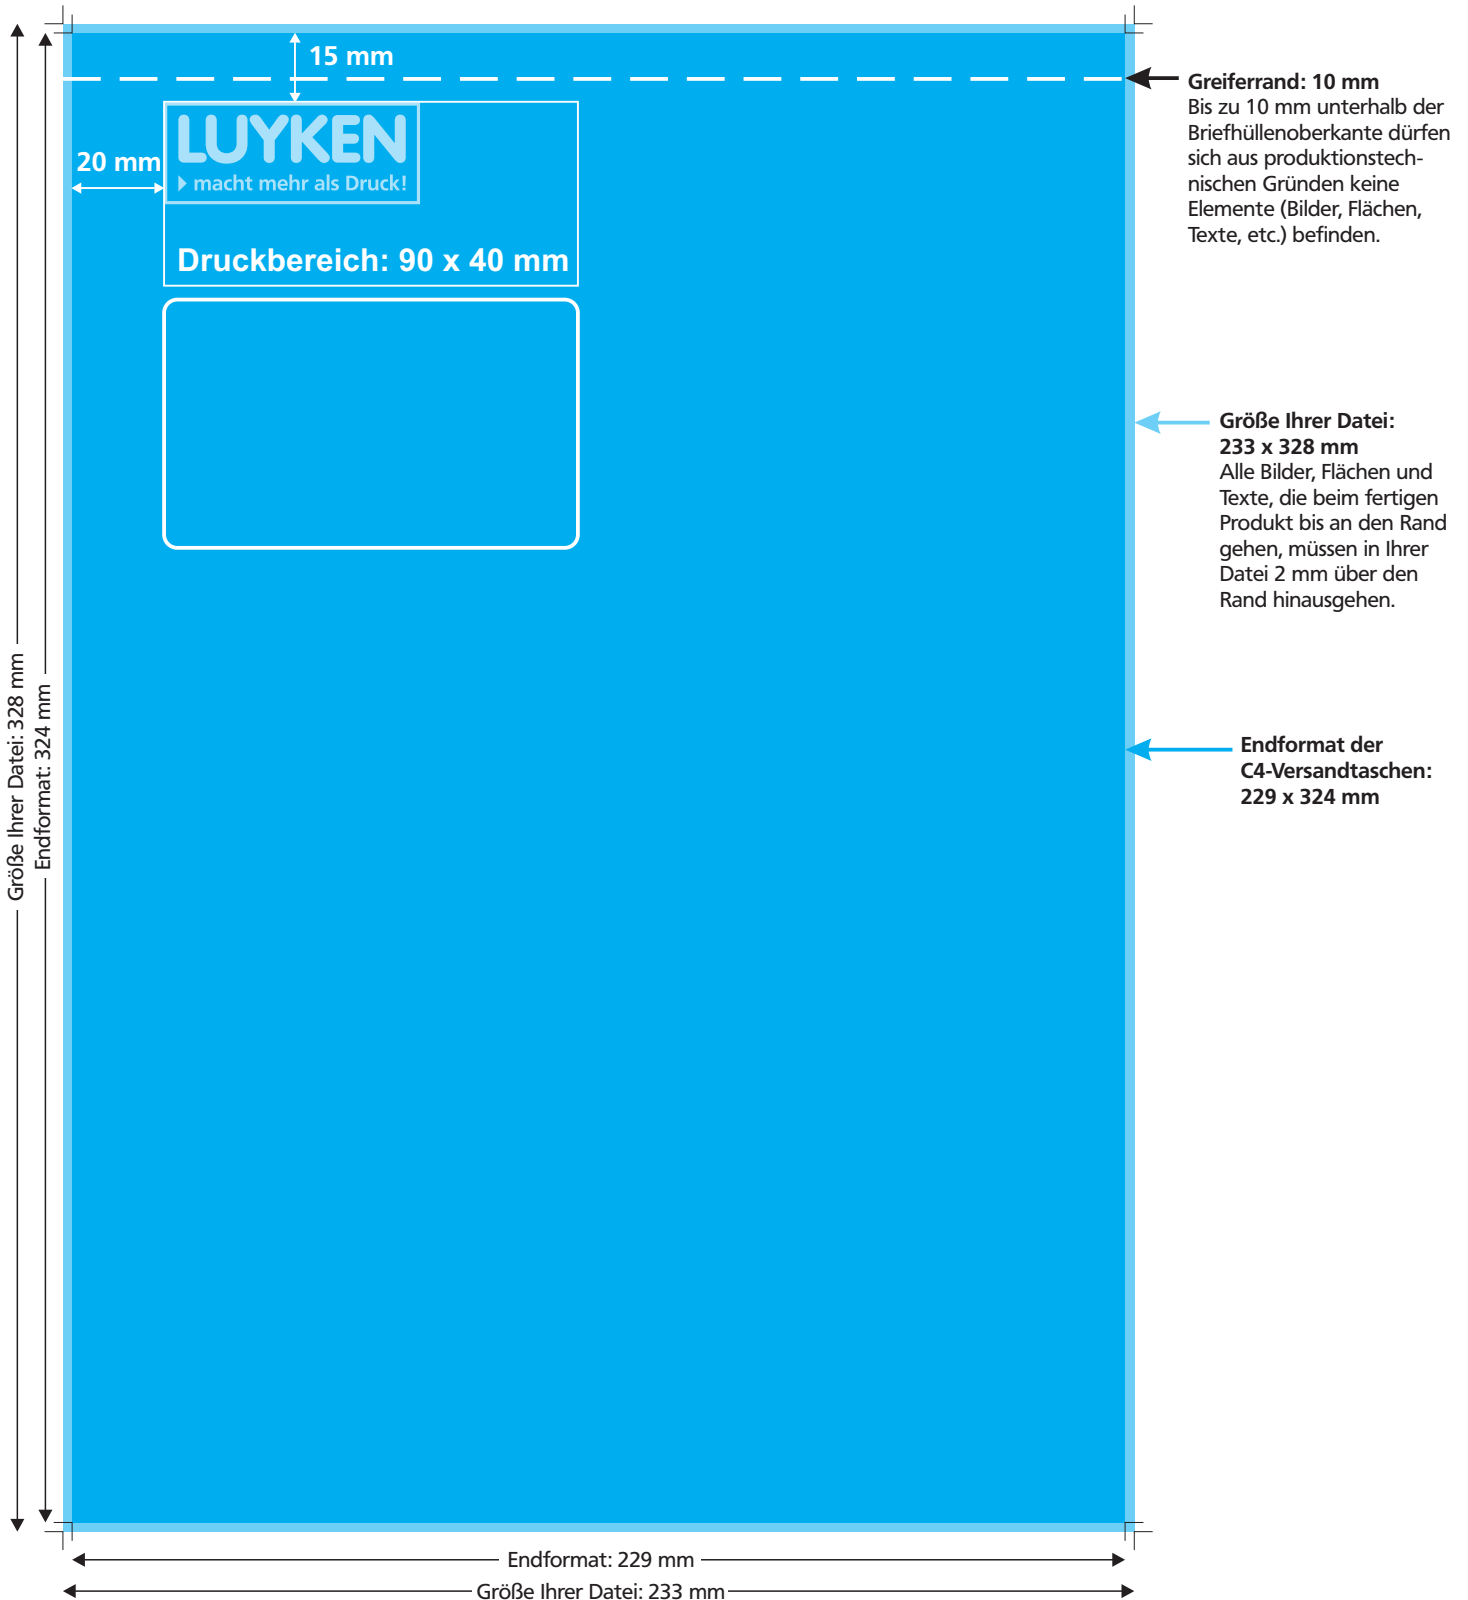 15 mm
20 mm
LUYKEN
macht mehr als Druck!
Druckbereich: 90 x 40 mm
Greiferrand: 10 mm
Bis zu 10 mm unterhalb der
Briefhüllenoberkante dürfen
sich aus produktionstech-
nischen Gründen keine
Elemente (Bilder, Flächen,
Texte, etc.) befinden.
Größe Ihrer Datei:
233 x 328 mm
Alle Bilder, Flächen und
Texte, die beim fertigen
Produkt bis an den Rand
gehen, müssen in Ihrer
Datei 2 mm über den
Rand hinausgehen.
Endformat der
C4-Versandtaschen:
229 x 324 mm
Größe Ihrer Datei: 328 mm
Endformat: 324 mm
Endformat: 229 mm
Größe Ihrer Datei: 233 mm